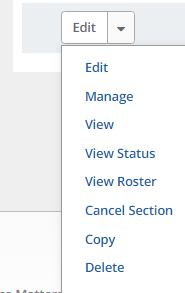 Edit
Edit
Manage
View
View Status
View Roster
Cancel Section
Copy
Delete